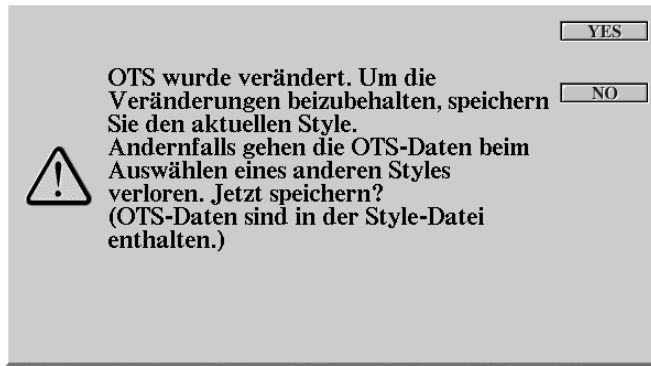 YES
OTS wurde verändert. Um die
Veränderungen beizubehalten, speichern
NO
Sie den aktuellen Style.
Andernfalls gehen die OTS-Daten beim
Auswählen eines anderen Styles
verloren. Jetzt speichern?
(OTS-Daten sind in der Style-Datei
enthalten.)